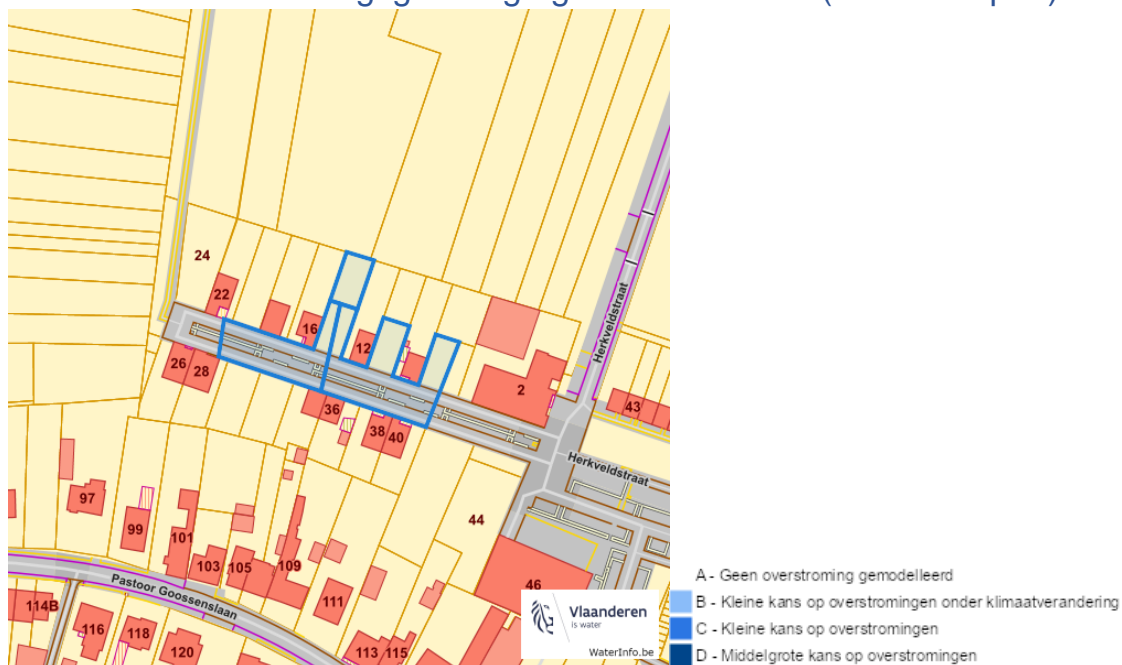 24
22
16
12
26
28
36
38
40
2
43
Herkveldstraat
Herkveldstraat
44
46
97
99
101
103
105
109
111
Pastoor Goossenslaan
114B
116
118
120
113
115
Vlaanderen
is water
WaterInfo.be
A - Geen overstroming gemodelleerd
B - Kleine kans op overstromingen onder klimaatverandering
C - Kleine kans op overstromingen
D - Middelgrote kans op overstromingen